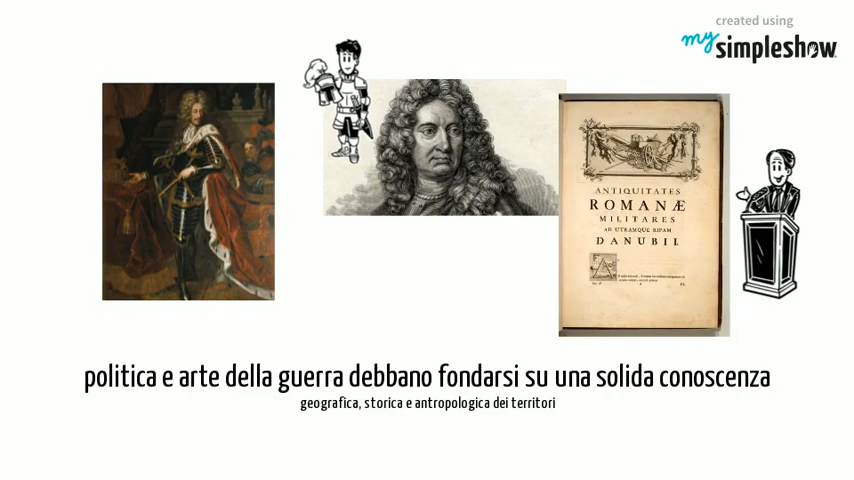 created using
my simpleshow
ANTIQUITATES
ROMANÆ
MILITARES
AD UTRAMQUE RIPAM
DANUBII.
politica e arte della guerra debbano fondarsi su una solida conoscenza
geografica, storica e antropologica dei territori